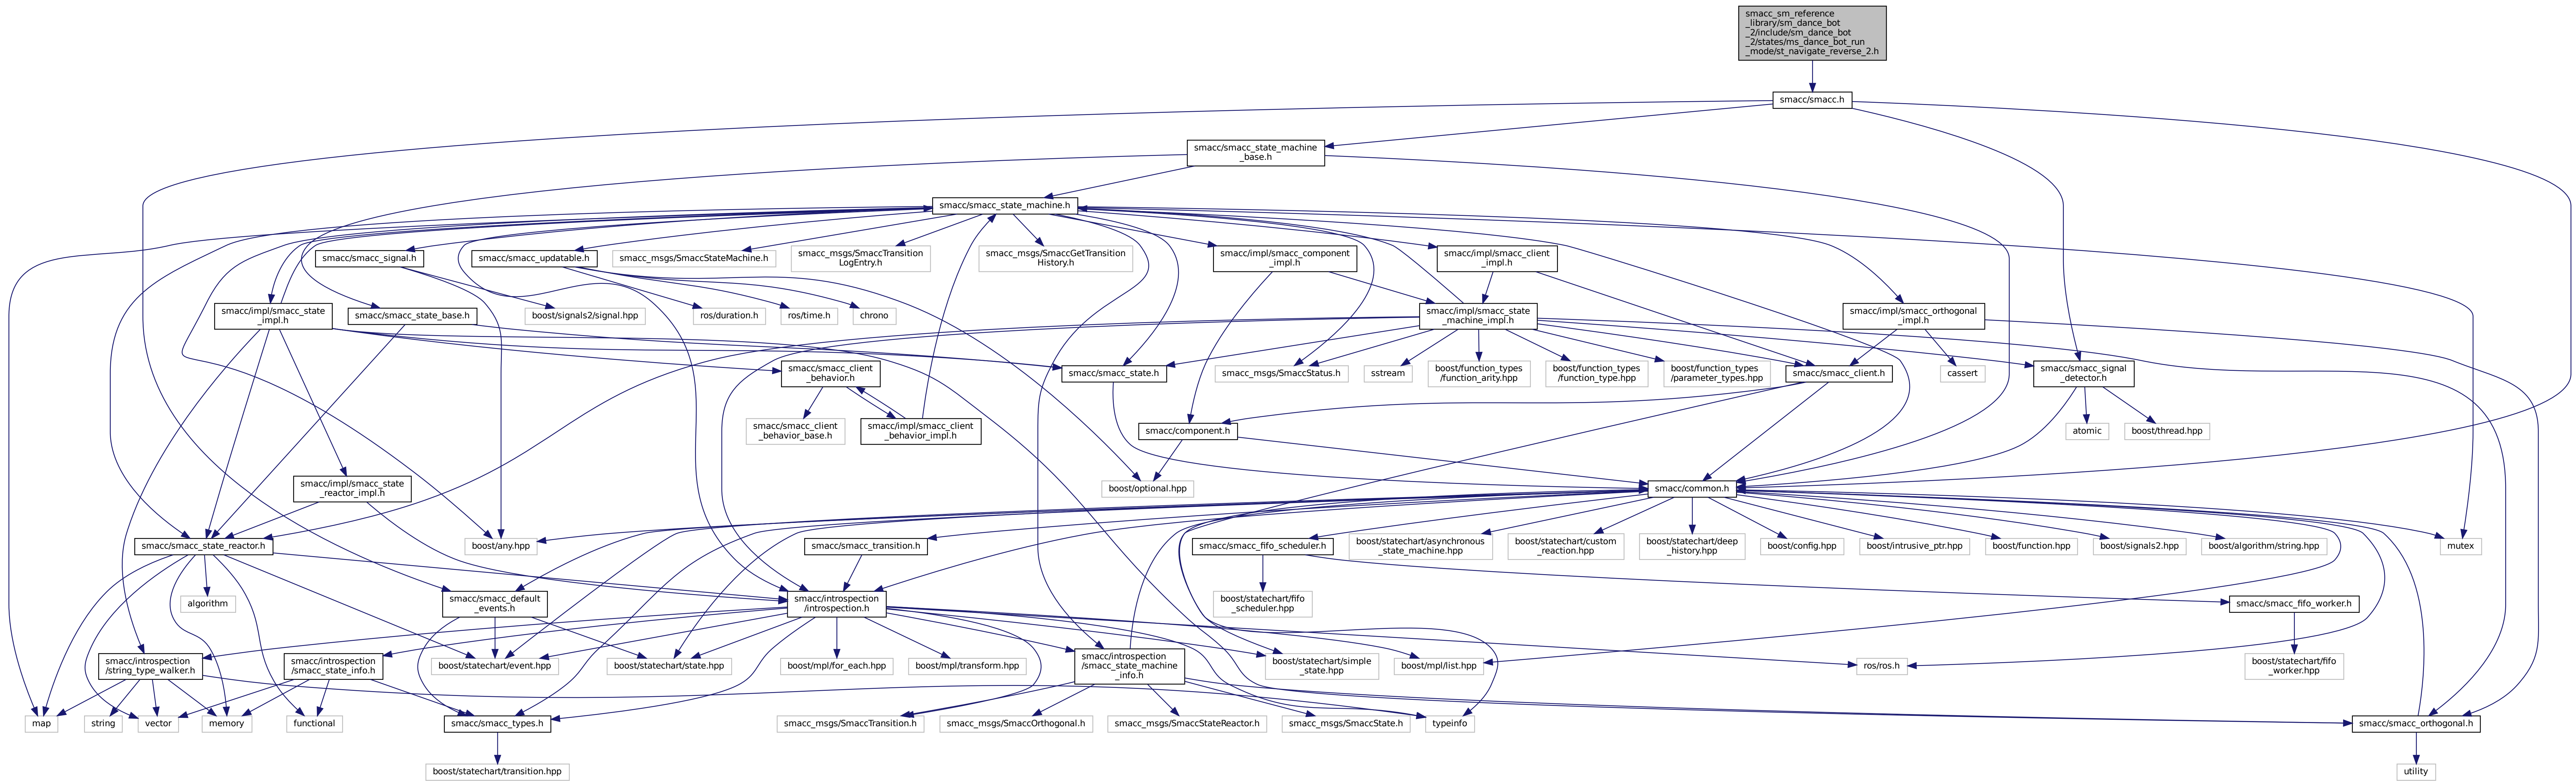 smacc_sm_reference
_library/sm_dance_bot
_2/include/sm_dance_bot
_2/states/ms_dance_bot_run
_mode/st_navigate_reverse_2.h
smacc/smacc.h
smacc/smacc_state_machine
_base.h
smacc/smacc_state_machine.h
smacc/smacc_signal.h
smacc/smacc_updatable.h
smacc_msgs/SmaccStateMachine.h
smacc_msgs/SmaccTransition
LogEntry.h
smacc_msgs/SmaccGetTransition
History.h
smacc/impl/smacc_component
_impl.h
smacc/impl/smacc_client
_impl.h
smacc/impl/smacc_state
_impl.h
smacc/smacc_state_base.h
boost/signals2/signal.hpp
ros/duration.h
ros/time.h
chrono
smacc/impl/smacc_state
_machine_impl.h
smacc/impl/smacc_orthogonal
_impl.h
smacc/smacc_client
_behavior.h
smacc/smacc_state.h
smacc_msgs/SmaccStatus.h
sstream
boost/function_types
/function_arity.hpp
boost/function_types
/function_type.hpp
boost/function_types
/parameter_types.hpp
smacc/smacc_client.h
cassert
smacc/smacc_signal
_detector.h
smacc/smacc_client
_behavior_base.h
smacc/impl/smacc_client
_behavior_impl.h
smacc/component.h
atomic
boost/thread.hpp
smacc/impl/smacc_state
_reactor_impl.h
boost/optional.hpp
smacc/common.h
smacc/smacc_state_reactor.h
boost/any.hpp
smacc/smacc_transition.h
smacc/smacc_fifo_scheduler.h
boost/statechart/asynchronous
_state_machine.hpp
boost/statechart/custom
_reaction.hpp
boost/statechart/deep
_history.hpp
boost/config.hpp
boost/intrusive_ptr.hpp
boost/function.hpp
boost/signals2.hpp
boost/algorithm/string.hpp
mutex
algorithm
smacc/smacc_default
_events.h
smacc/introspection
/introspection.h
boost/statechart/fifo
_scheduler.hpp
smacc/smacc_fifo_worker.h
smacc/introspection
/string_type_walker.h
smacc/introspection
/smacc_state_info.h
boost/statechart/event.hpp
boost/statechart/state.hpp
boost/mpl/for_each.hpp
boost/mpl/transform.hpp
smacc/introspection
/smacc_state_machine
_info.h
boost/statechart/simple
_state.hpp
boost/mpl/list.hpp
ros/ros.h
boost/statechart/fifo
_worker.hpp
map
string
vector
memory
functional
smacc/smacc_types.h
smacc_msgs/SmaccTransition.h
smacc_msgs/SmaccOrthogonal.h
smacc_msgs/SmaccStateReactor.h
smacc_msgs/SmaccState.h
typeinfo
smacc/smacc_orthogonal.h
boost/statechart/transition.hpp
utility